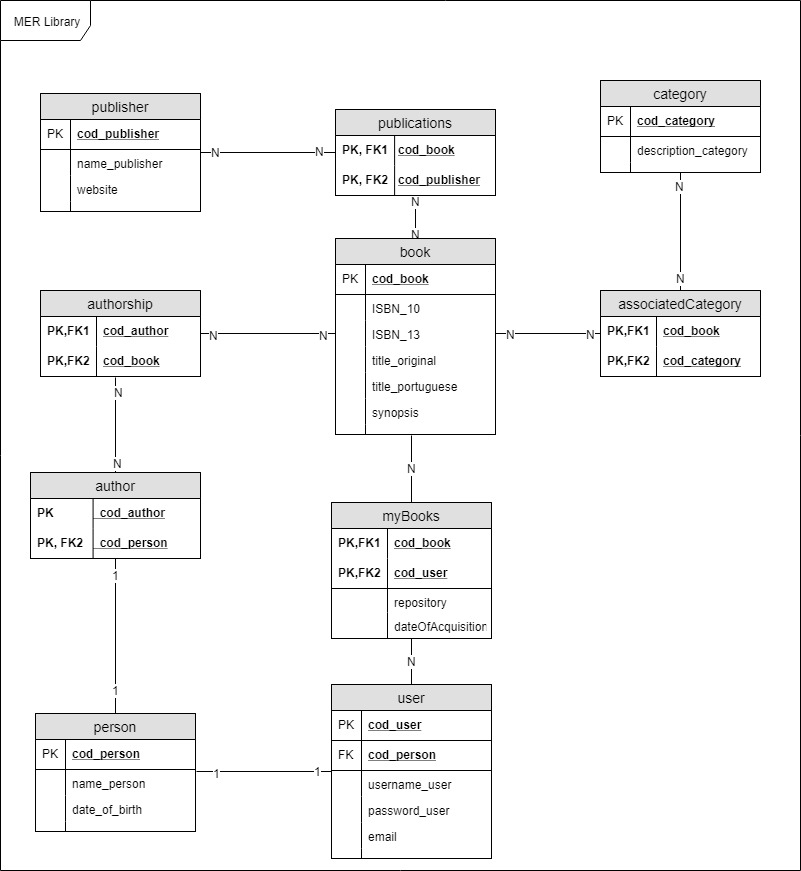 MER Library
publisher
PK cod_publisher
name_publisher
website
N N
publications
PK, FK1 cod_book
PK, FK2 cod_publisher
N
N
category
PK cod_category
description_category
N
N
book
PK cod_book
ISBN_10
ISBN_13
title_original
title_portuguese
synopsis
authorship
PK,FK1 cod_author
PK,FK2 cod_book
N N
N N
associatedCategory
PK,FK1 cod_book
PK,FK2 cod_category
N
N
author
PK cod_author
PK, FK2 cod_person
N
myBooks
PK,FK1 cod_book
PK,FK2 cod_user
repository
dateOfAcquisition
N
1
1
person
PK cod_person
name_person
date_of_birth
1 1
user
PK cod_user
FK cod_person
username_user
password_user
email